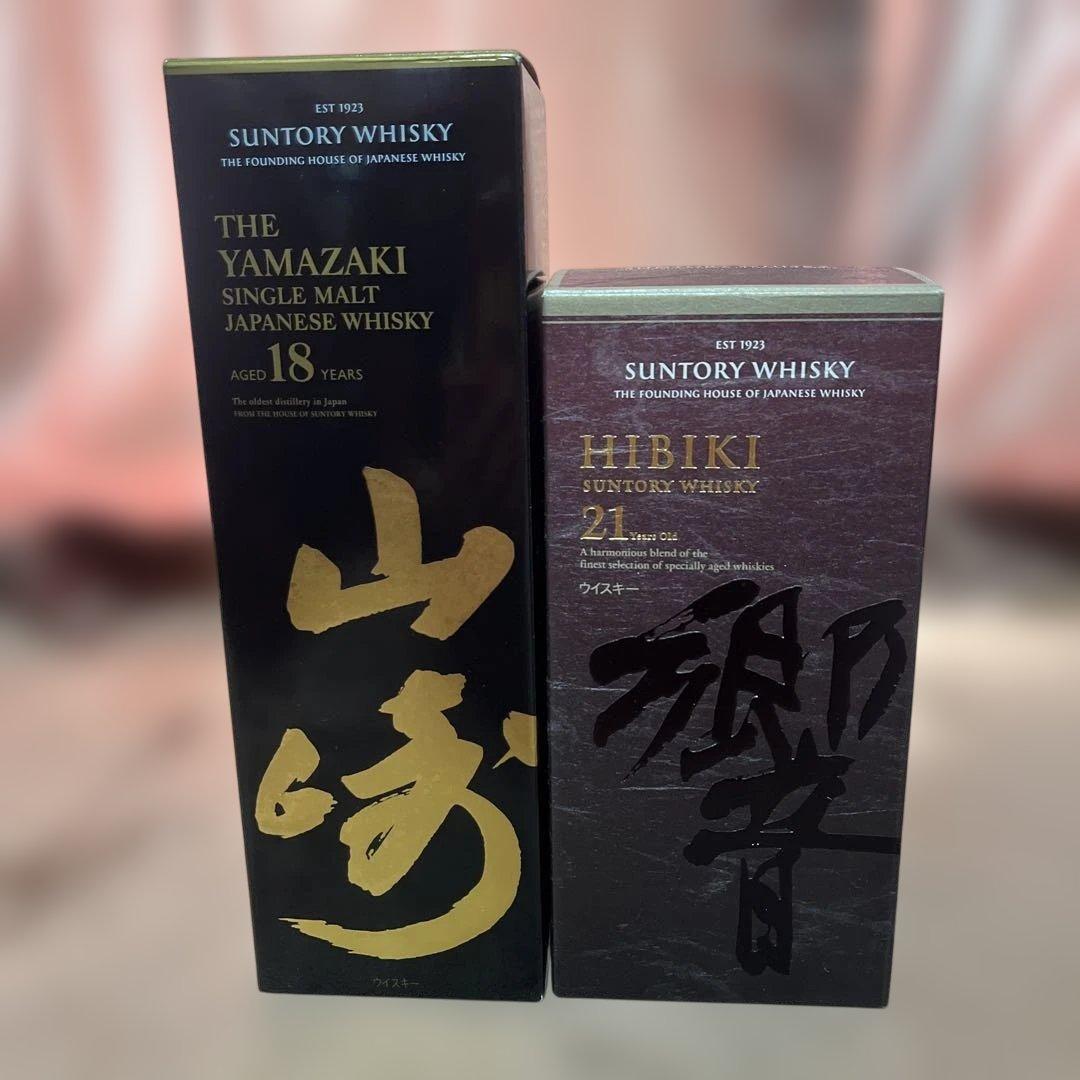 EST 1923
SUNTORY WHISKY
THE FOUNDING HOUSE OF JAPANESE WHISKY
THE
YAMAZAKI
SINGLE MALT
JAPANESE WHISKY
AGED 18 YEARS
The oldest distillery in Japan
FROM THE HOUSE OF SUNTORY WHISKY
山
崎
ウイスキー
EST 1923
SUNTORY WHISKY
THE FOUNDING HOUSE OF JAPANESE WHISKY
HIBIKI
SUNTORY WHISKY
21 Years Old
A harmonious blend of the
finest selection of specially aged whiskies
ウイスキー
響